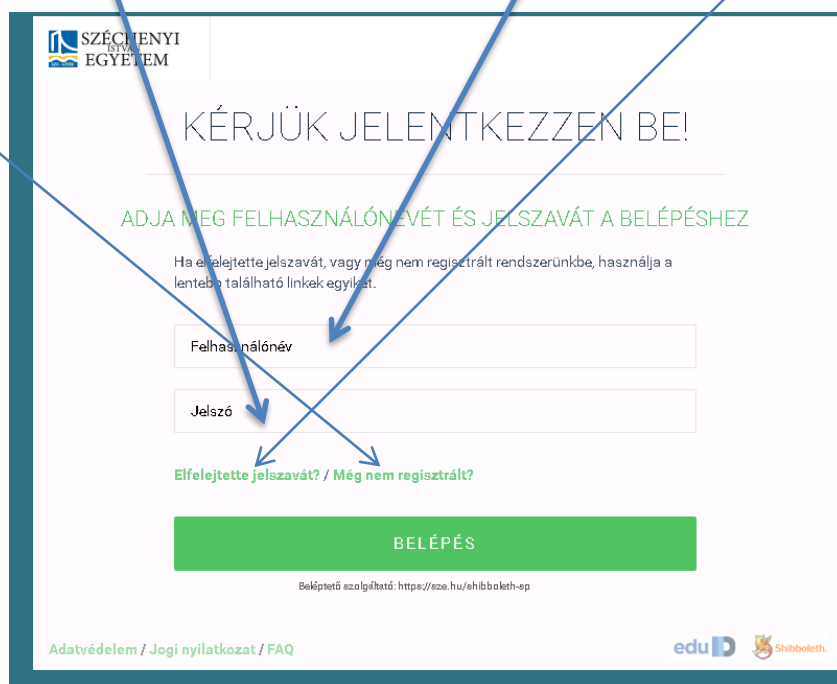 SZÉCHENYI
ISTVÁN
EGYETEM
KÉRJÜK JELENTKEZZEN BE!
ADJA MEG FELHASZNÁLÓNEVÉT ÉS JELSZAVÁT A BELÉPÉSHEZ
Ha elfelejtette jelszavát, vagy még nem regisztrált rendszerünkbe, használja a
lentebb található linkek egyikét.
Felhasználónév
Jelszó
Elfelejtette jelszavát? / Még nem regisztrált?
BELÉPÉS
Beléptető szolgáltató: https://sze.hu/shibboleth-sp
Adatvédelem / Jogi nyilatkozat / FAQ
eduID
Shibboleth.